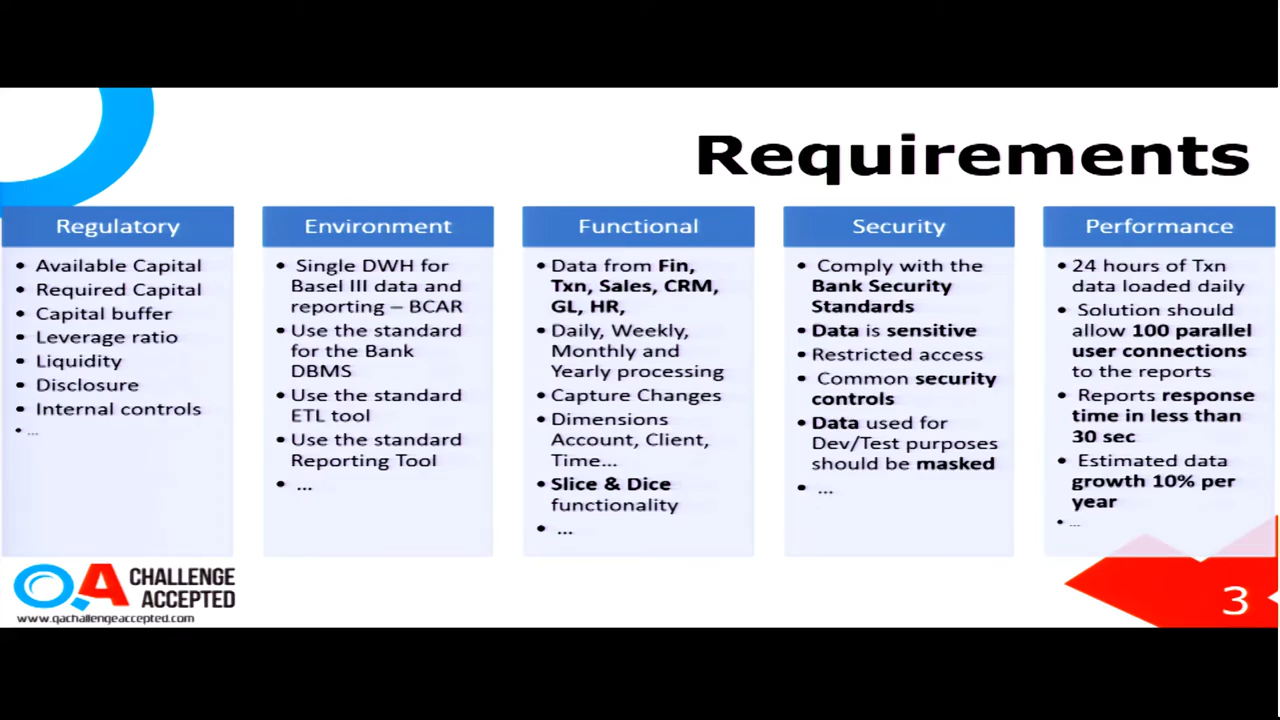 Requirements
Regulatory
• Available Capital
• Required Capital
• Capital buffer
• Leverage ratio
• Liquidity
• Disclosure
• Internal controls
• ...
Environment
• Single DWH for
Basel III data and
reporting – BCAR
• Use the standard
for the Bank
DBMS
• Use the standard
ETL tool
• Use the standard
Reporting Tool
• ...
Functional
• Data from Fin,
Txn, Sales, CRM,
GL, HR,
• Daily, Weekly,
Monthly and
Yearly processing
• Capture Changes
• Dimensions
Account, Client,
Time...
• Slice & Dice
functionality
• ...
Security
• Comply with the
Bank Security
Standards
• Data is sensitive
• Restricted access
• Common security
controls
• Data used for
Dev/Test purposes
should be masked
• ...
Performance
• 24 hours of Txn
data loaded daily
• Solution should
allow 100 parallel
user connections
to the reports
• Reports response
time in less than
30 sec
• Estimated data
growth 10% per
year
• ...
QA CHALLENGE
ACCEPTED
www.qachallengeaccepted.com
3